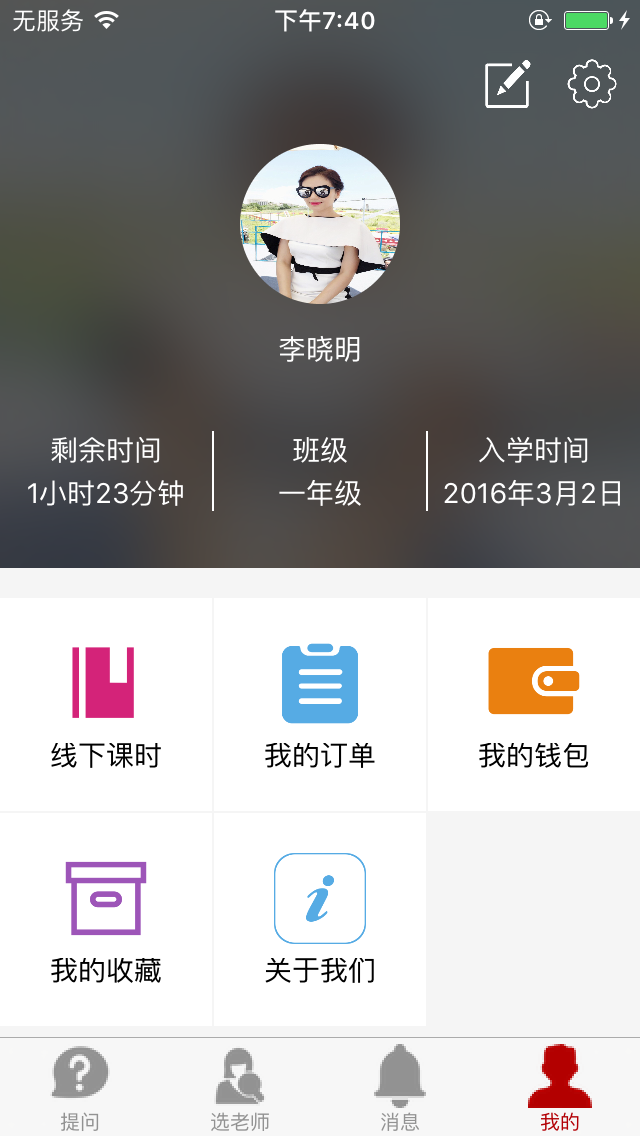 无服务 下午7:40
李晓明
剩余时间 班级 入学时间
1小时23分钟 一年级 2016年3月2日
线下课时 我的订单 我的钱包
我的收藏 关于我们
提问 选老师 消息 我的